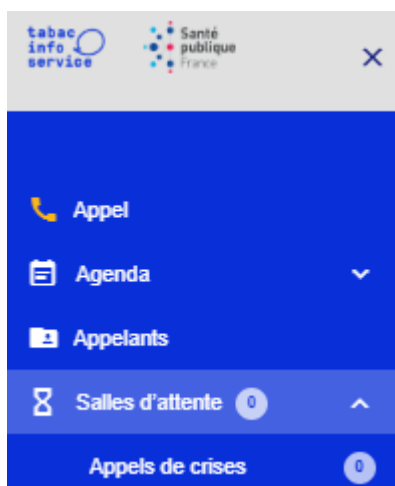 tabac
info
service
Santé
publique
France
Appel
Agenda
Appelants
Salles d'attente 0
Appels de crises 0